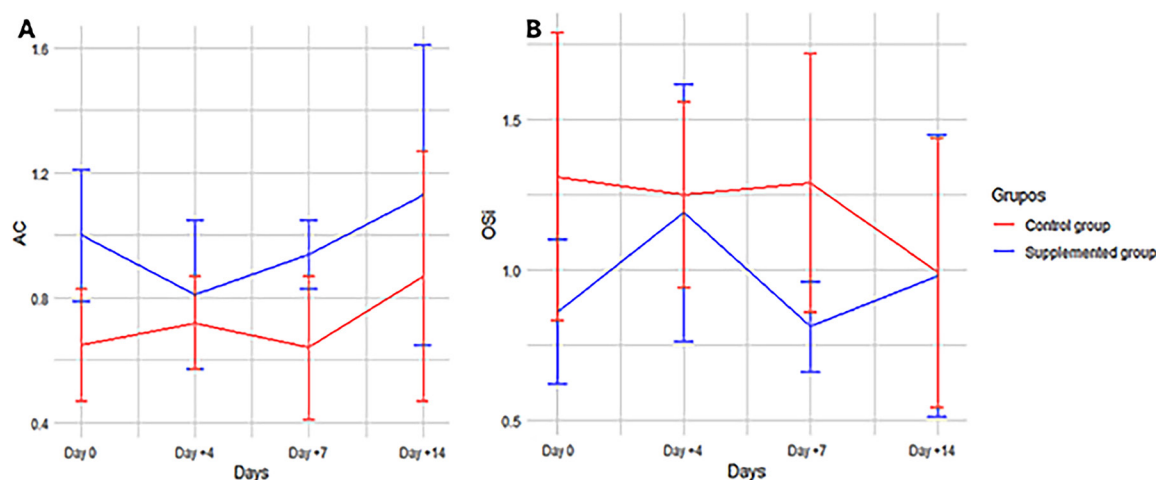 A
1.6
1.2
0.8
0.4
AC
Day 0 Day +4 Day +7 Day +14
Days
B
1.5
1.0
0.5
OSi
Day 0 Day +4 Day +7 Day +14
Days
Grupos
Control group
Supplemented group